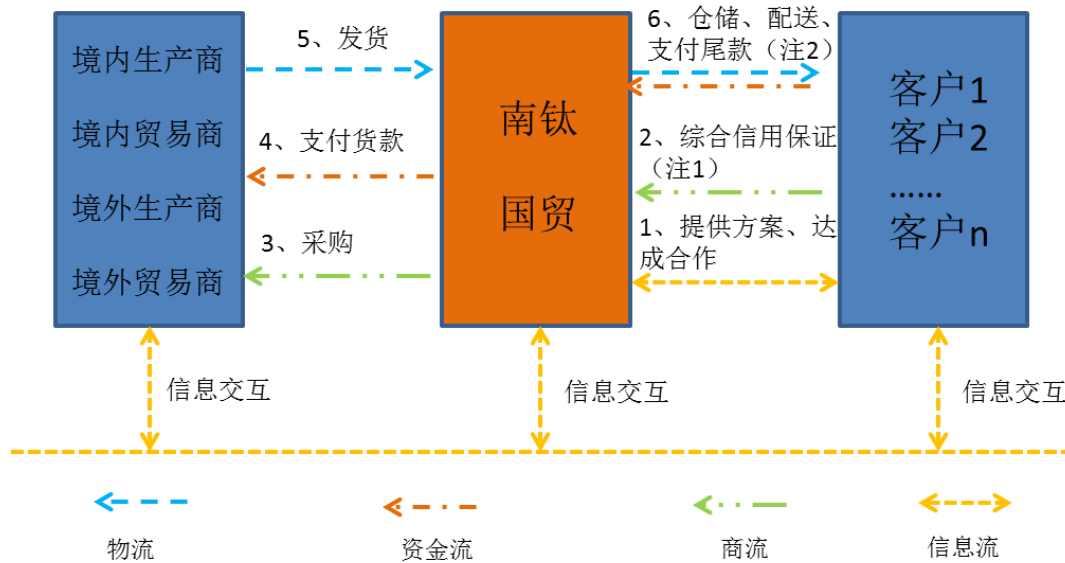 境内生产商
境内贸易商
境外生产商
境外贸易商
5、发货
4、支付货款
3、采购
南钛
国贸
6、仓储、配送、
支付尾款（注2）
2、综合信用保证
（注1）
1、提供方案、达
成合作
客户1
客户2
……
客户n
信息交互
信息交互
信息交互
物流
资金流
商流
信息流